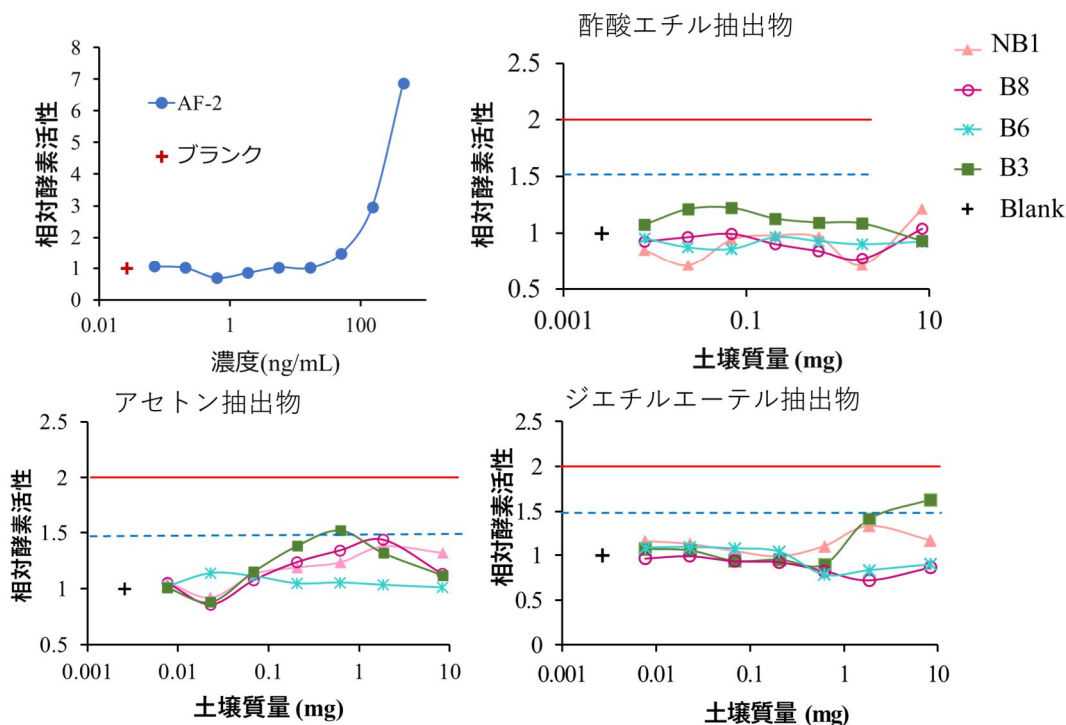 8
7
6
5
4
3
2
1
0
相対酵素活性
AF-2
ブランク
0.01
1
100
濃度(ng/mL)
酢酸エチル抽出物
2.5
2
1.5
1
0.5
相対酵素活性
0.001
0.1
10
土壌質量 (mg)
NB1
B8
B6
B3
Blank
アセトン抽出物
2.5
2
1.5
1
0.5
相対酵素活性
0.001
0.01
0.1
1
10
土壌質量 (mg)
ジエチルエーテル抽出物
2.5
2
1.5
1
0.5
0
相対酵素活性
0.001
0.01
0.1
1
10
土壌質量 (mg)